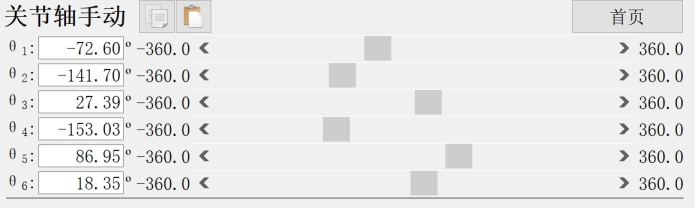 关节轴手动 首页
θ1: -72.60 ° -360.0 360.0
θ2: -141.70 ° -360.0 360.0
θ3: 27.39 ° -360.0 360.0
θ4: -153.03 ° -360.0 360.0
θ5: 86.95 ° -360.0 360.0
θ6: 18.35 ° -360.0 360.0